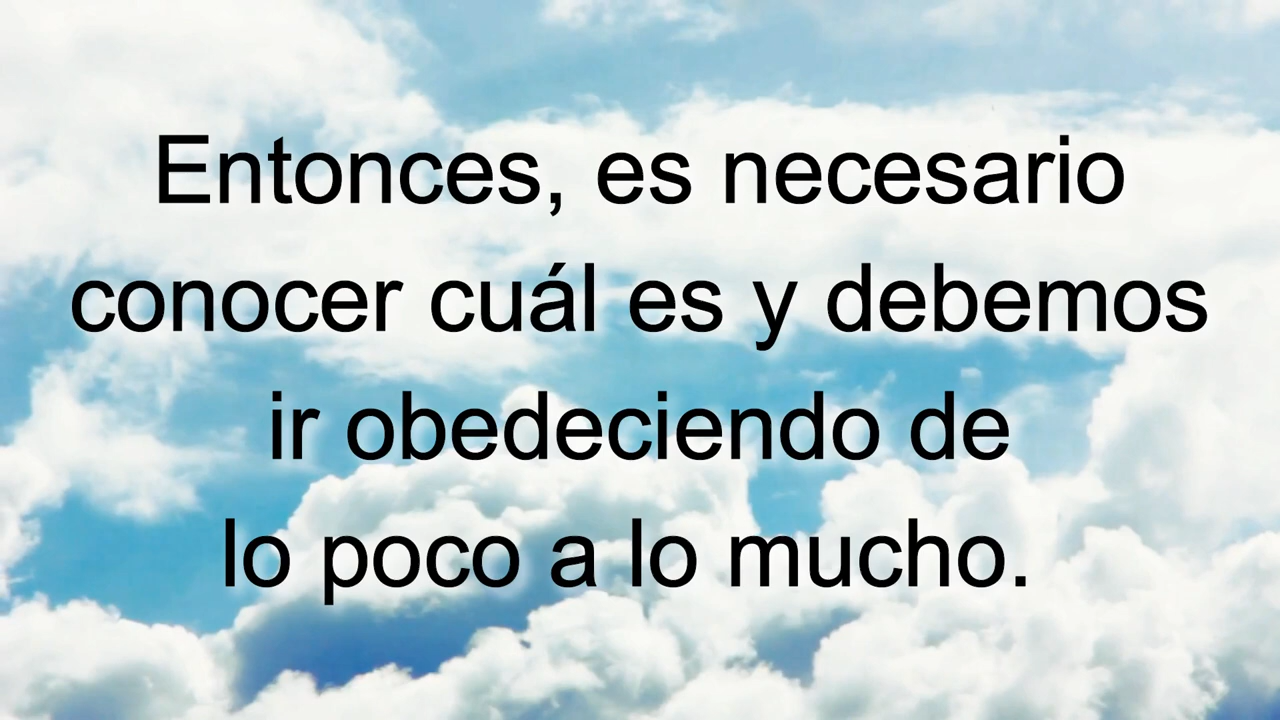 Entonces, es necesario
conocer cuál es y debemos
ir obedeciendo de
lo poco a lo mucho.